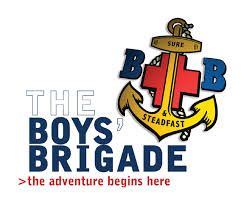 SURE
B B
& STEADFAST
THE
BOYS'
BRIGADE
>the adventure begins here